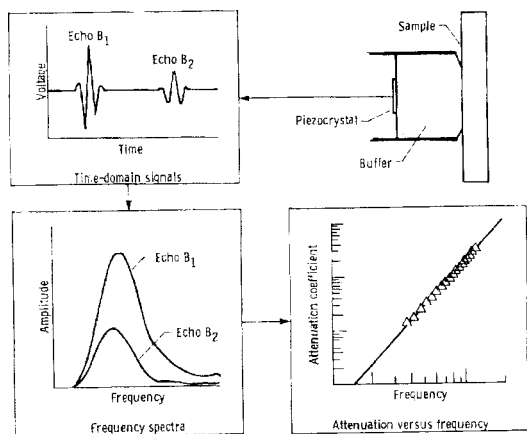 Echo B1
Echo B2
Voltage
Time
Time-domain signals
Sample
Piezocrystat
Buffer
Echo B1
Echo B2
Amplitude
Frequency
Frequency spectra
Attenuation coefficient
Frequency
Attenuation versus frequency